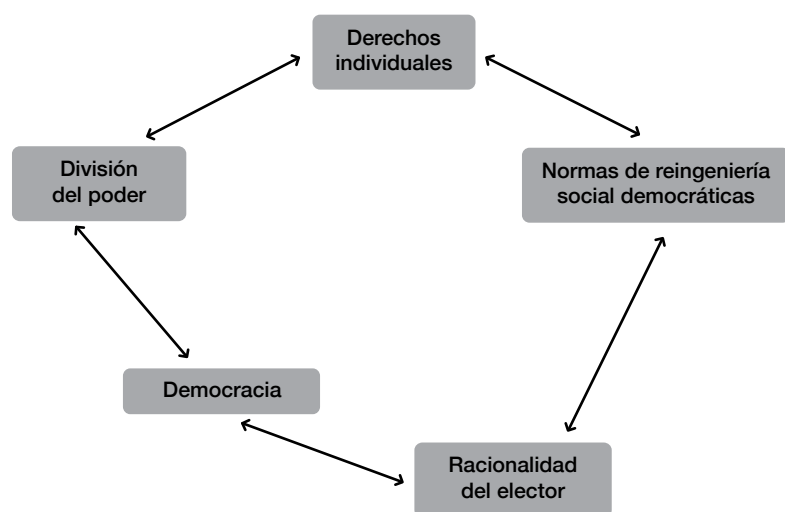 Derechos
individuales
División
del poder
Normas de reingeniería
social democráticas
Democracia
Racionalidad
del elector